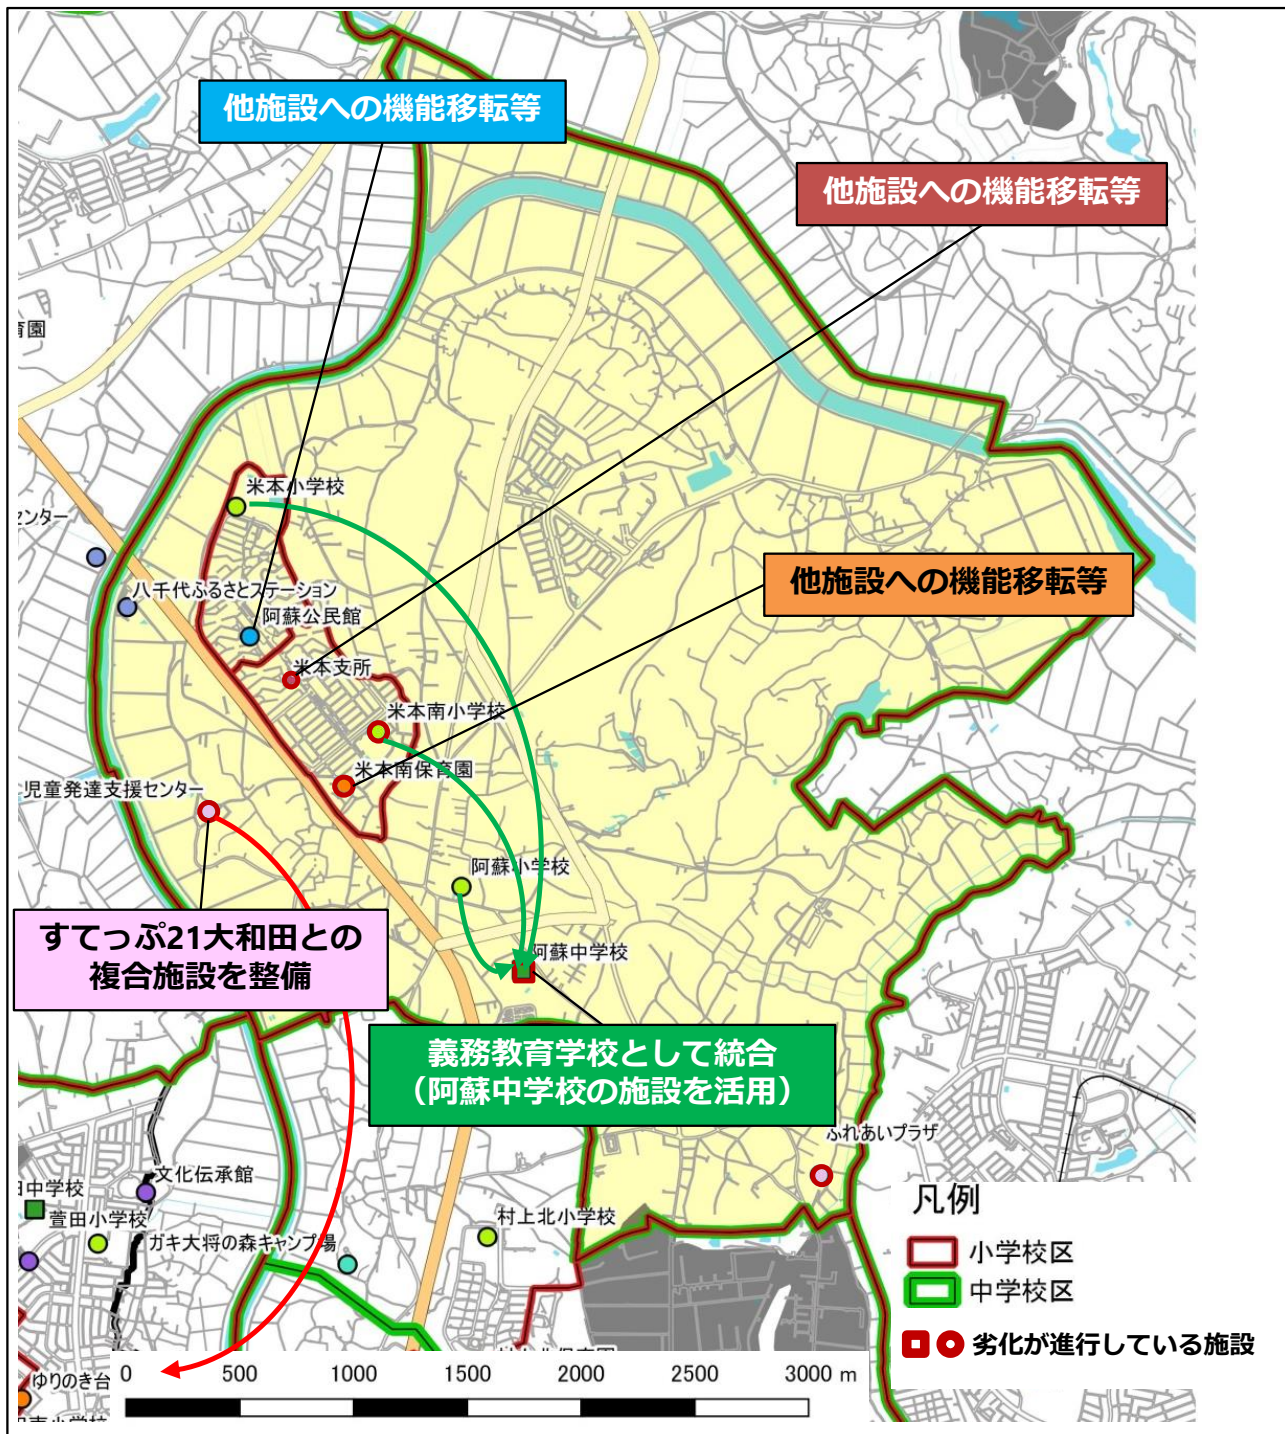 他施設への機能移転等
他施設への機能移転等
育園
米本小学校
センター
他施設への機能移転等
八千代ふるさとステーション
阿蘇公民館
米本支所
米本南小学校
米本南保育園
児童発達支援センター
阿蘇小学校
すてっぷ21大和田との
複合施設を整備
阿蘇中学校
義務教育学校として統合
（阿蘇中学校の施設を活用）
ふれあいプラザ
文化伝承館
田中学校
萱田小学校
村上北小学校
ガキ大将の森キャンプ場
凡例
小学校区
中学校区
劣化が進行している施設
ゆりのき台
0 500 1000 1500 2000 2500 3000 m